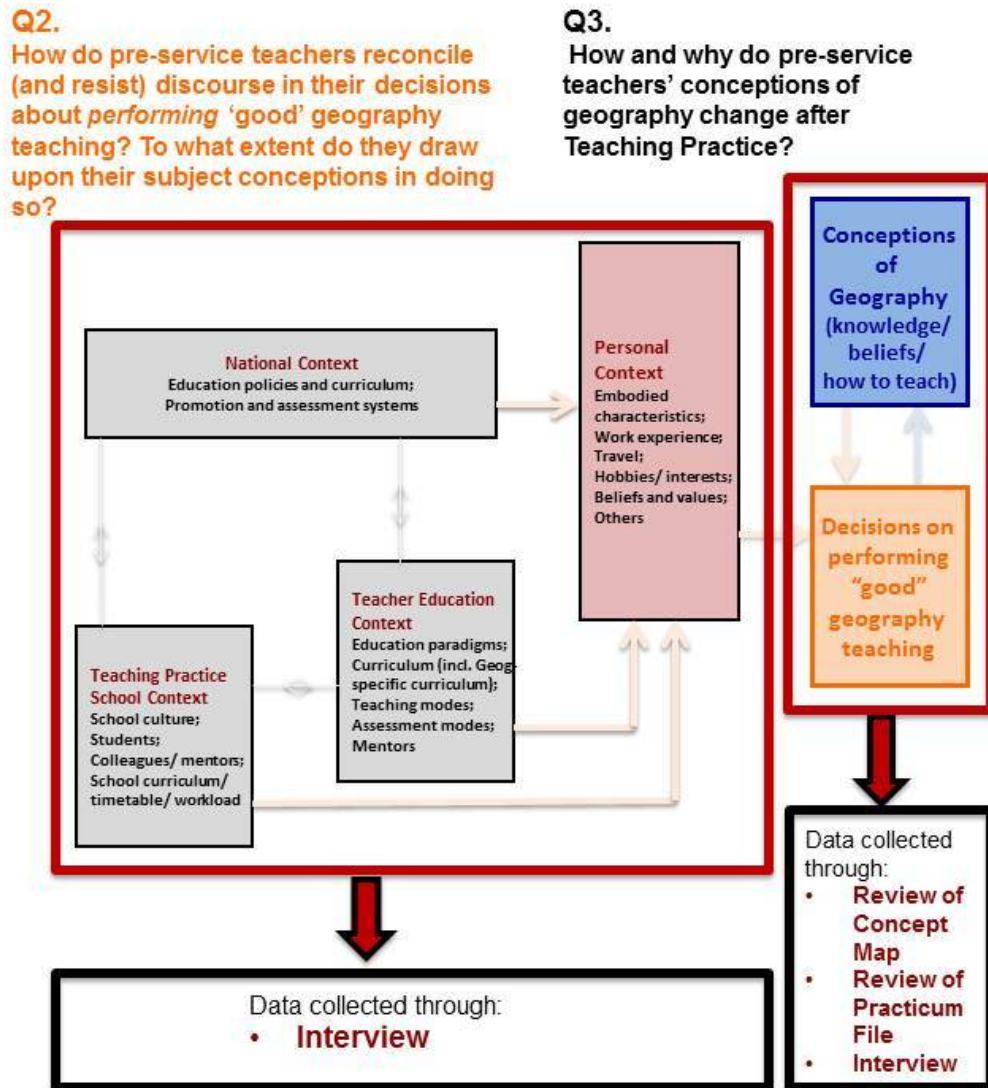 Q2.
How do pre-service teachers reconcile
(and resist) discourse in their decisions
about performing ‘good’ geography
teaching? To what extent do they draw
upon their subject conceptions in doing
so?
Q3.
How and why do pre-service
teachers’ conceptions of
geography change after
Teaching Practice?
National Context
Education policies and curriculum;
Promotion and assessment systems
Personal
Context
Embodied
characteristics;
Work experience;
Travel;
Hobbies/ interests;
Beliefs and values;
Others
Conceptions
of
Geography
(knowledge/
beliefs/
how to teach)
Decisions on
performing
“good”
geography
teaching
Teacher Education
Context
Education paradigms;
Curriculum (incl. Geog-
specific curriculum);
Teaching modes;
Assessment modes;
Mentors
Teaching Practice
School Context
School culture;
Students;
Colleagues/ mentors;
School curriculum/
timetable/ workload
Data collected through:
• Interview
Data collected
through:
• Review of
Concept
Map
• Review of
Practicum
File
• Interview